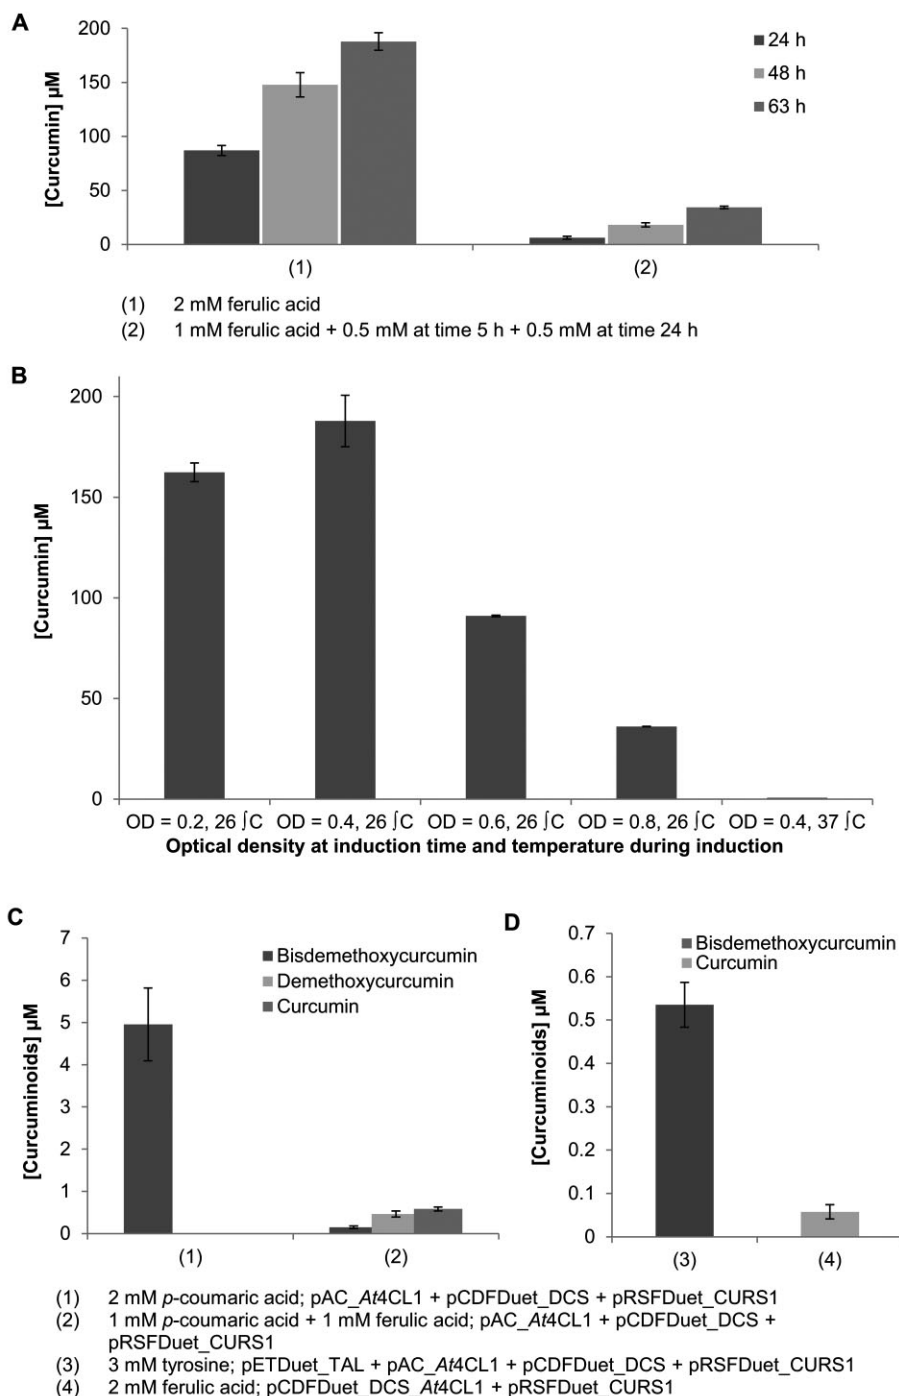 A
[Curcumin] µM
200
150
100
50
0
24 h
48 h
63 h
(1)
(2)
(1) 2 mM ferulic acid
(2) 1 mM ferulic acid + 0.5 mM at time 5 h + 0.5 mM at time 24 h
B
[Curcumin] µM
200
150
100
50
0
OD = 0.2, 26 ∫C OD = 0.4, 26 ∫C OD = 0.6, 26 ∫C OD = 0.8, 26 ∫C OD = 0.4, 37 ∫C
Optical density at induction time and temperature during induction
C
[Curcuminoids] µM
7
6
5
4
3
2
1
0
Bisdemethoxycurcumin
Demethoxycurcumin
Curcumin
(1)
(2)
D
[Curcuminoids] µM
0.7
0.6
0.5
0.4
0.3
0.2
0.1
0
Bisdemethoxycurcumin
Curcumin
(3)
(4)
(1) 2 mM p-coumaric acid; pAC_At4CL1 + pCDFDuet_DCS + pRSFDuet_CURS1
(2) 1 mM p-coumaric acid + 1 mM ferulic acid; pAC_At4CL1 + pCDFDuet_DCS +
pRSFDuet_CURS1
(3) 3 mM tyrosine; pETDuet_TAL + pAC_At4CL1 + pCDFDuet_DCS + pRSFDuet_CURS1
(4) 2 mM ferulic acid; pCDFDuet_DCS_At4CL1 + pRSFDuet_CURS1